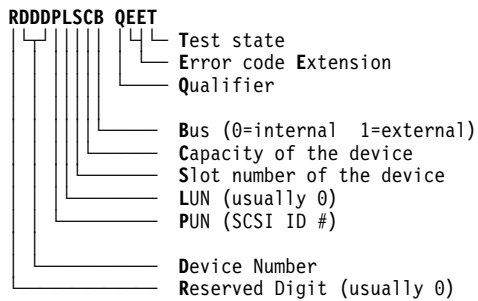 RDDDPLSCB QEET
Test state
Error code Extension
Qualifier
Bus (0=internal 1=external)
Capacity of the device
Slot number of the device
LUN (usually 0)
PUN (SCSI ID #)
Device Number
Reserved Digit (usually 0)